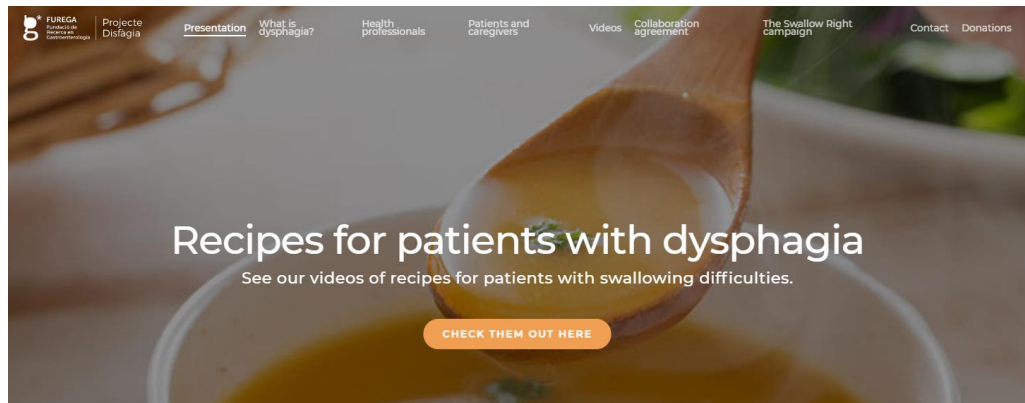 FUREGA
Fundació de
Recerca en
Gastroenterologia
Projecte
Disfàgia
Presentation
What is
dysphagia?
Health
professionals
Patients and
caregivers
Videos
Collaboration
agreement
The Swallow Right
campaign
Contact
Donations
Recipes for patients with dysphagia
See our videos of recipes for patients with swallowing difficulties.
CHECK THEM OUT HERE